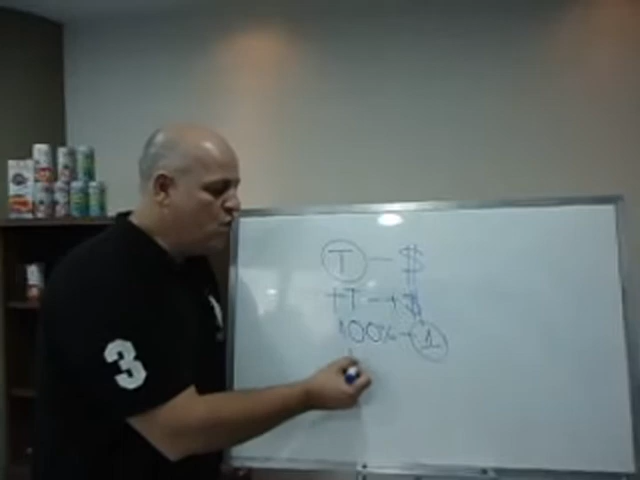 T — $
+T — +$
100% — 1
3